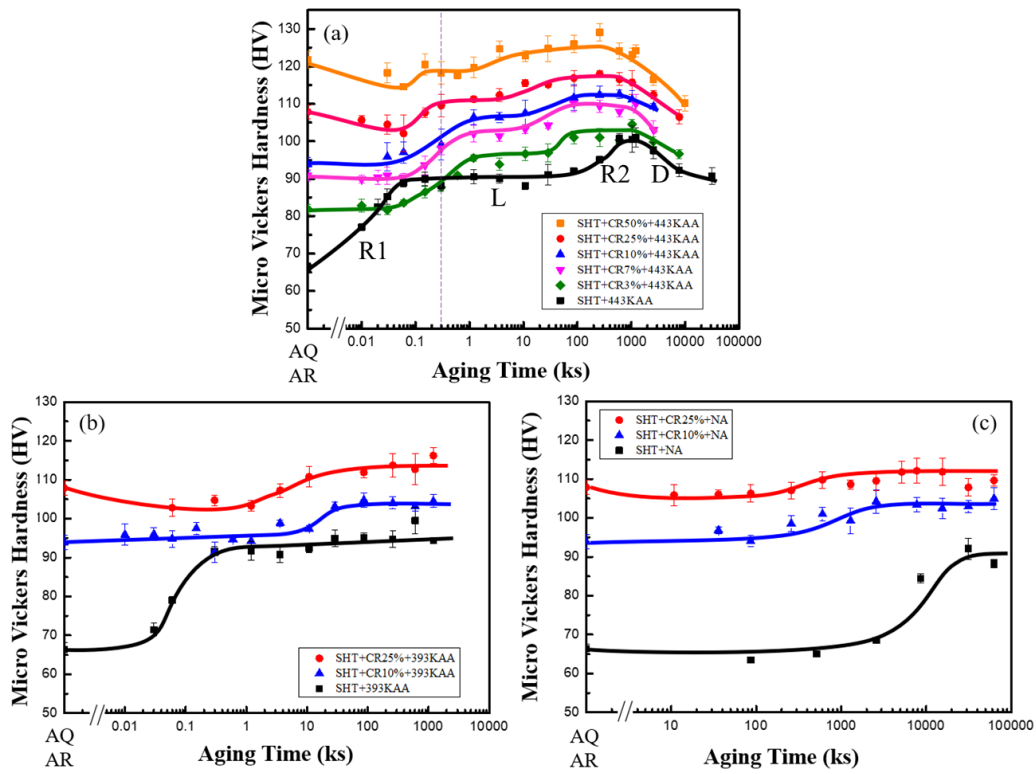 (a)
Micro Vickers Hardness (HV)
130
120
110
100
90
80
70
60
50
R1
L
R2
D
SHT+CR50%+443KAA
SHT+CR25%+443KAA
SHT+CR10%+443KAA
SHT+CR7%+443KAA
SHT+CR3%+443KAA
SHT+443KAA
0.01 0.1 1 10 100 1000 10000 100000
AQ
AR
Aging Time (ks)
(b)
Micro Vickers Hardness (HV)
130
120
110
100
90
80
70
60
50
SHT+CR25%+393KAA
SHT+CR10%+393KAA
SHT+393KAA
0.01 0.1 1 10 100 1000 10000
AQ
AR
Aging Time (ks)
(c)
Micro Vickers Hardness (HV)
130
120
110
100
90
80
70
60
50
SHT+CR25%+NA
SHT+CR10%+NA
SHT+NA
10 100 1000 10000 100000
AQ
AR
Aging Time (ks)